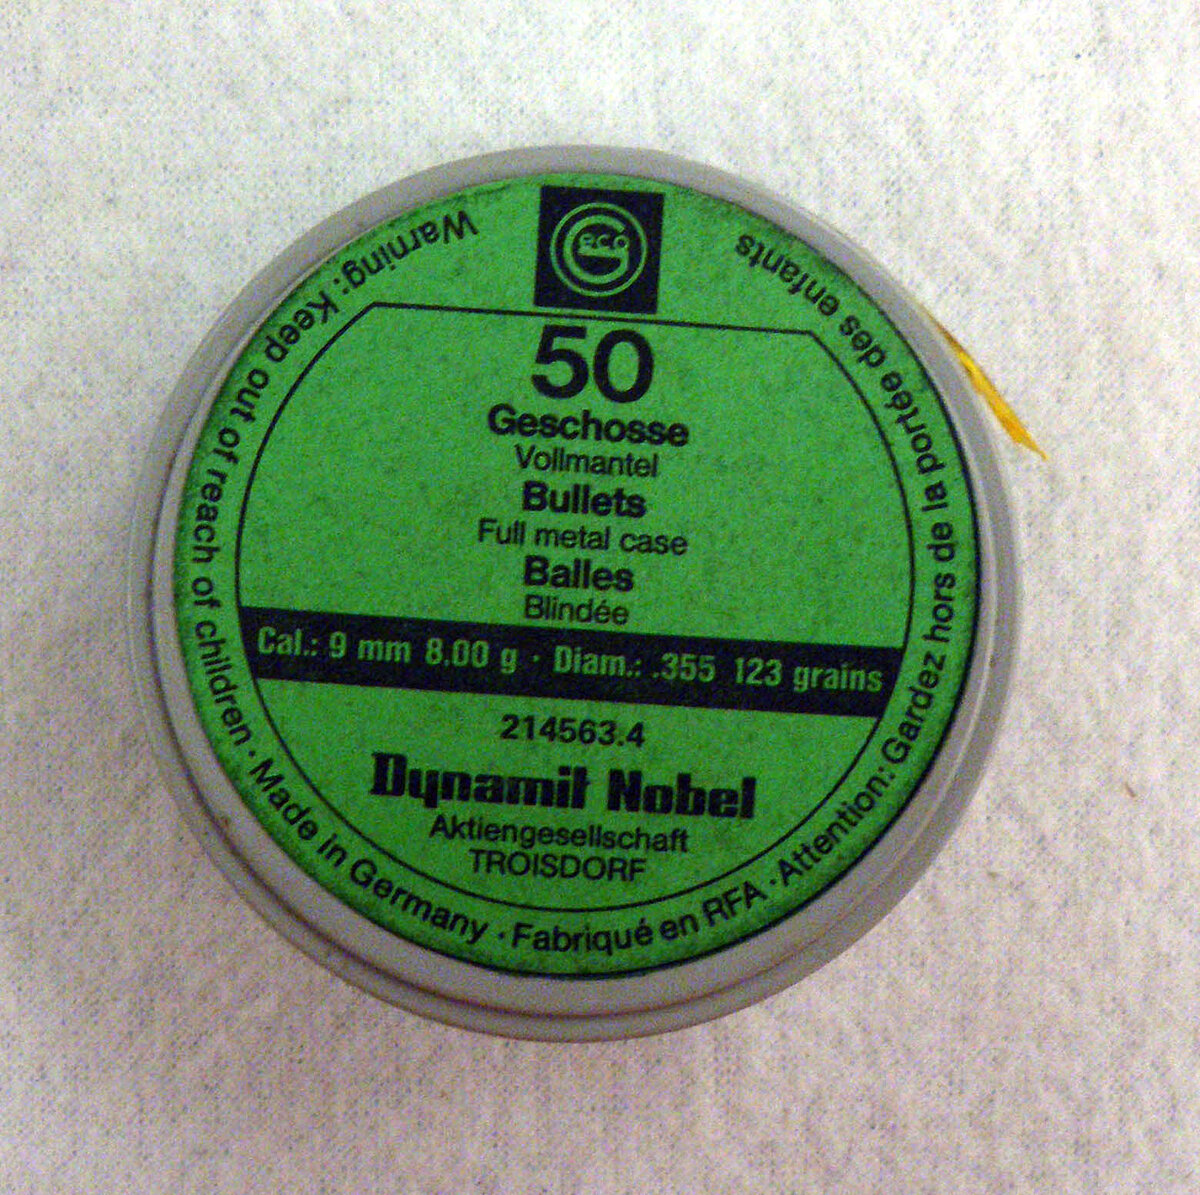 Geco
50
Geschosse
Vollmantel
Bullets
Full metal case
Balles
Blindée
Cal.: 9 mm 8.00 g · Diam.: .355 123 grains
214563.4
Dynamit Nobel
Aktiengesellschaft
TROISDORF
Warning: Keep out of reach of children · Made in Germany · Fabriqué en RFA · Attention: Gardez hors de la portée des enfants